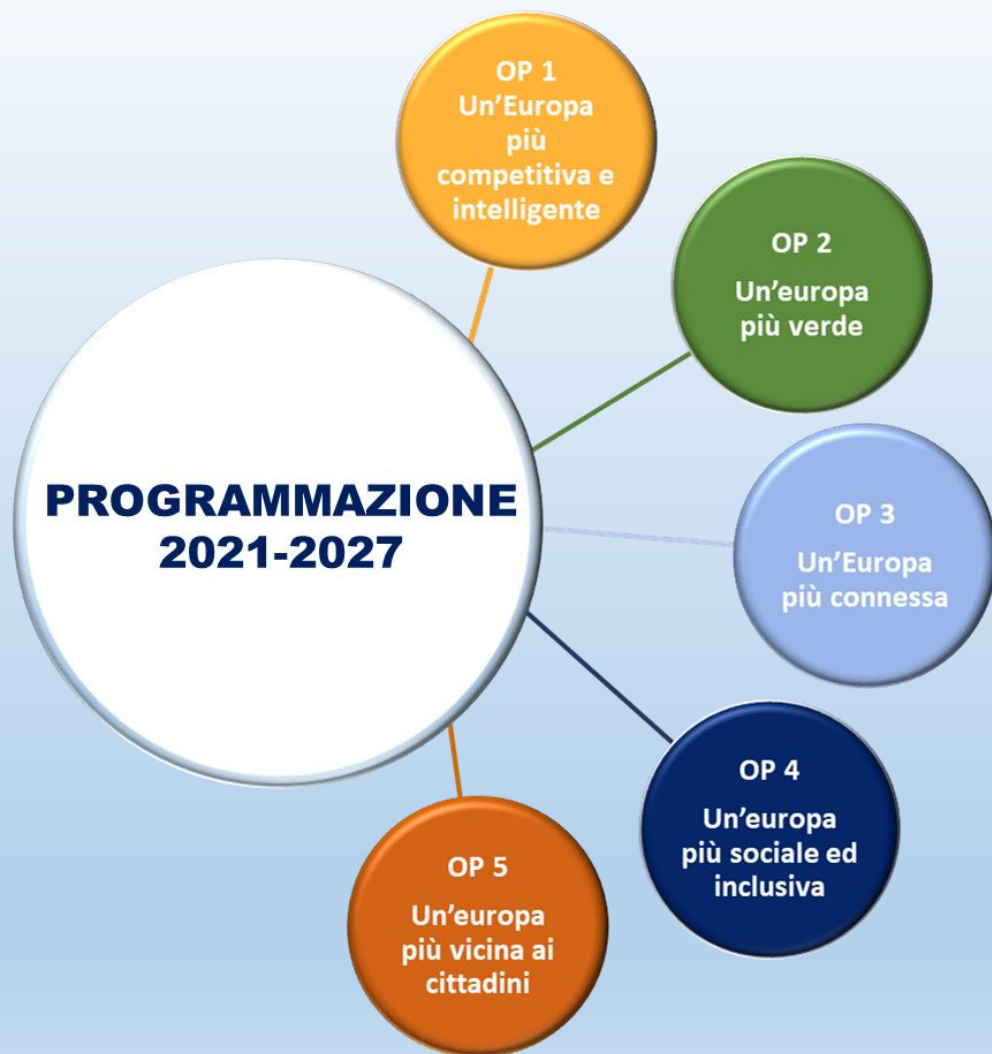 PROGRAMMAZIONE
2021-2027
OP 1
Un’Europa
più
competitiva e
intelligente
OP 2
Un’europa
più verde
OP 3
Un’Europa
più connessa
OP 4
Un’europa
più sociale ed
inclusiva
OP 5
Un’europa
più vicina ai
cittadini